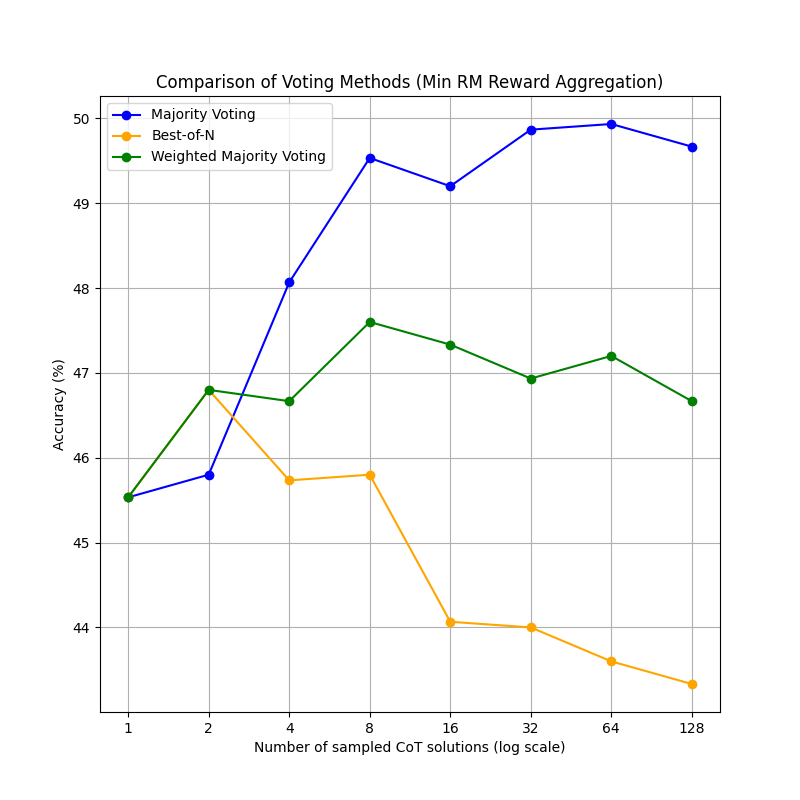 Comparison of Voting Methods (Min RM Reward Aggregation)
Majority Voting
Best-of-N
Weighted Majority Voting
50
49
48
47
46
45
44
Accuracy (%)
1 2 4 8 16 32 64 128
Number of sampled CoT solutions (log scale)